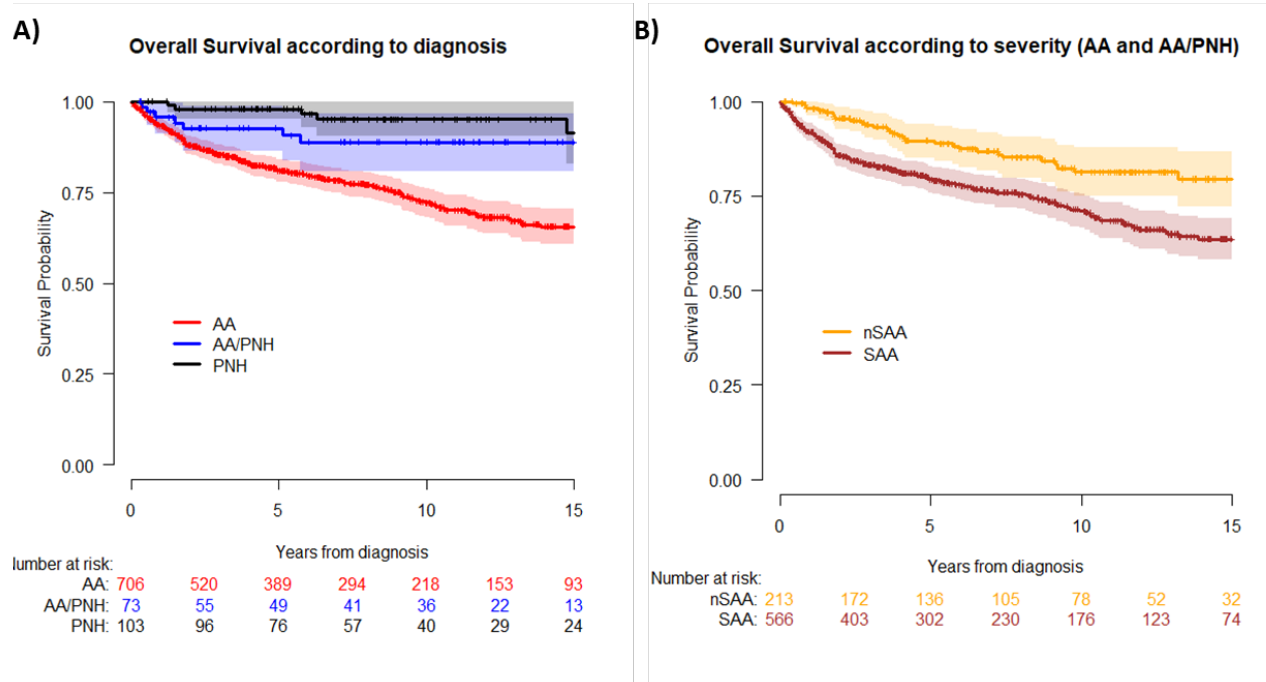 A)
Overall Survival according to diagnosis
Survival Probability
1.00
0.75
0.50
0.25
0.00
AA
AA/PNH
PNH
0 5 10 15
Years from diagnosis
lumber at risk:
AA: 706 520 389 294 218 153 93
AA/PNH: 73 55 49 41 36 22 13
PNH: 103 96 76 57 40 29 24
B)
Overall Survival according to severity (AA and AA/PNH)
Survival Probability
1.00
0.75
0.50
0.25
0.00
nSAA
SAA
0 5 10 15
Years from diagnosis
Number at risk:
nSAA: 213 172 136 105 78 52 32
SAA: 566 403 302 230 176 123 74